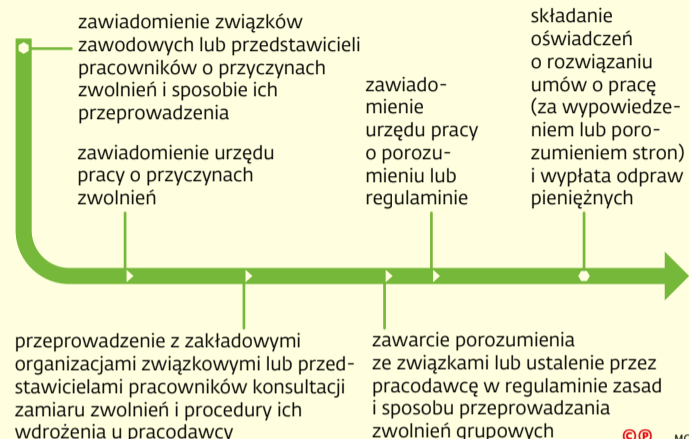 zawiadomienie związków
zawodowych lub przedstawicieli
pracowników o przyczynach
zwolnień i sposobie ich
przeprowadzenia
zawiadomienie urzędu
pracy o przyczynach
zwolnień
zawiado-
mienie
urzędu pracy
o porozu-
mieniu lub
regulaminie
składanie
oświadczeń
o rozwiązaniu
umów o pracę
(za wypowiedze-
niem lub poro-
zumieniem stron)
i wypłata odpraw
pieniężnych
przeprowadzenie z zakładowymi
organizacjami związkowymi lub przed-
stawicielami pracowników konsultacji
zamiaru zwolnień i procedury ich
wdrożenia u pracodawcy
zawarcie porozumienia
ze związkami lub ustalenie przez
pracodawcę w regulaminie zasad
i sposobu przeprowadzania
zwolnień grupowych
©℗